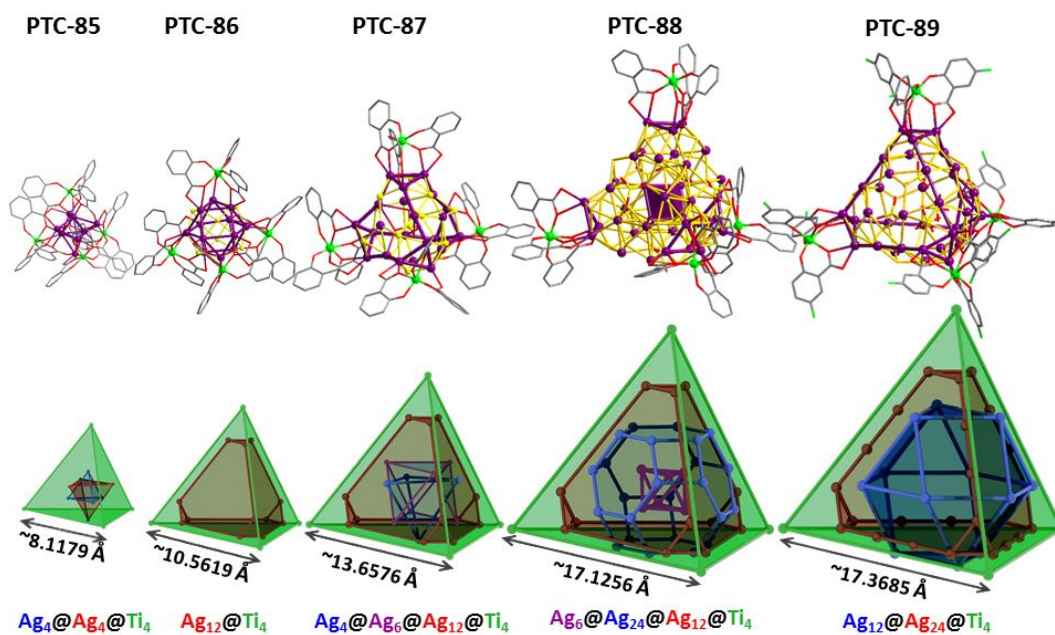 PTC-85 PTC-86 PTC-87 PTC-88 PTC-89
~8.1179 Å ~10.5619 Å ~13.6576 Å ~17.1256 Å ~17.3685 Å
Ag₄@Ag₄@Ti₄ Ag₁₂@Ti₄ Ag₄@Ag₆@Ag₁₂@Ti₄ Ag₆@Ag₂₄@Ag₁₂@Ti₄ Ag₁₂@Ag₂₄@Ti₄